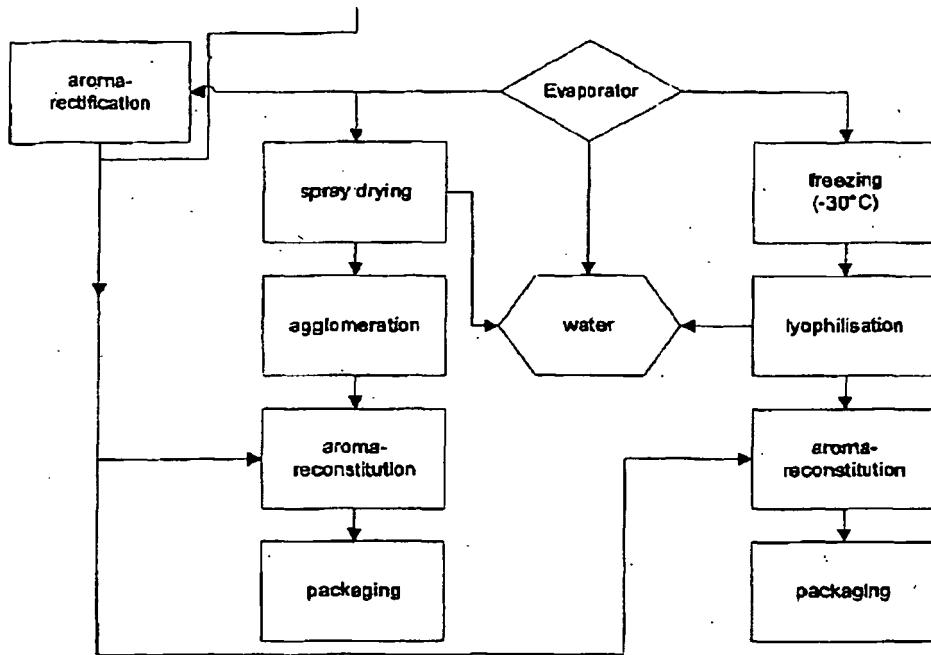 aroma-
rectification
Evaporator
spray drying
freezing
(-30°C)
agglomeration
water
lyophilisation
aroma-
reconstitution
aroma-
reconstitution
packaging
packaging